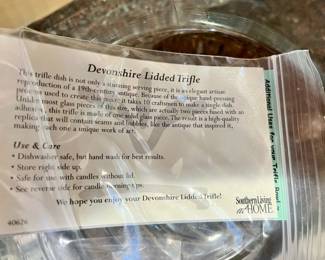 Devonshire Lidded Trifle
This trifle dish is not only a stunning serving piece, it is an elegant artisan
reproduction of a 19th-century antique. Because of the unique hand-pressing
process used to create this piece, it takes 10 craftsmen to make a single dish.
Unlike most glass pieces of this size, which are actually two pieces based with an
adhesive, this trifle is made of one solid glass piece. The result is a high-quality
replica that will contain seams and bubbles, like the antique that inspired it,
making each one a unique work of art.
Use & Care
• Dishwasher safe, but hand wash for best results.
• Store right side up.
• Safe for use with candles without lid.
• See reverse side for candle burning tips.
We hope you enjoy your Devonshire Lidded Trifle!
40626
Southern Living
at HOME
Additional Uses for Your Trifle Bowl